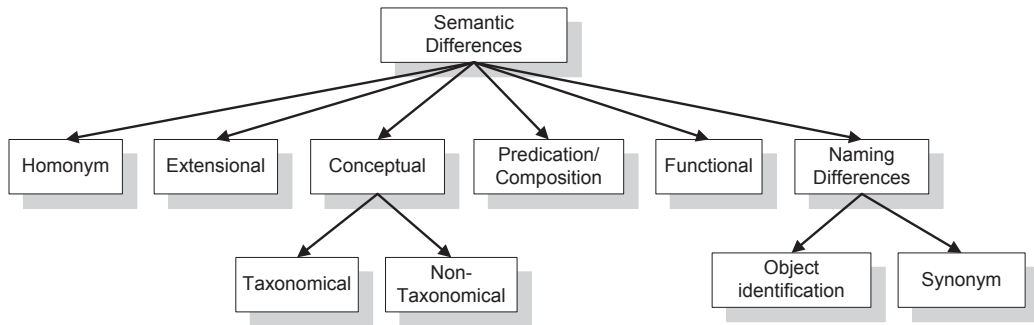 Semantic
Differences
Homonym
Extensional
Conceptual
Predication/
Composition
Functional
Naming
Differences
Taxonomical
Non-
Taxonomical
Object
identification
Synonym